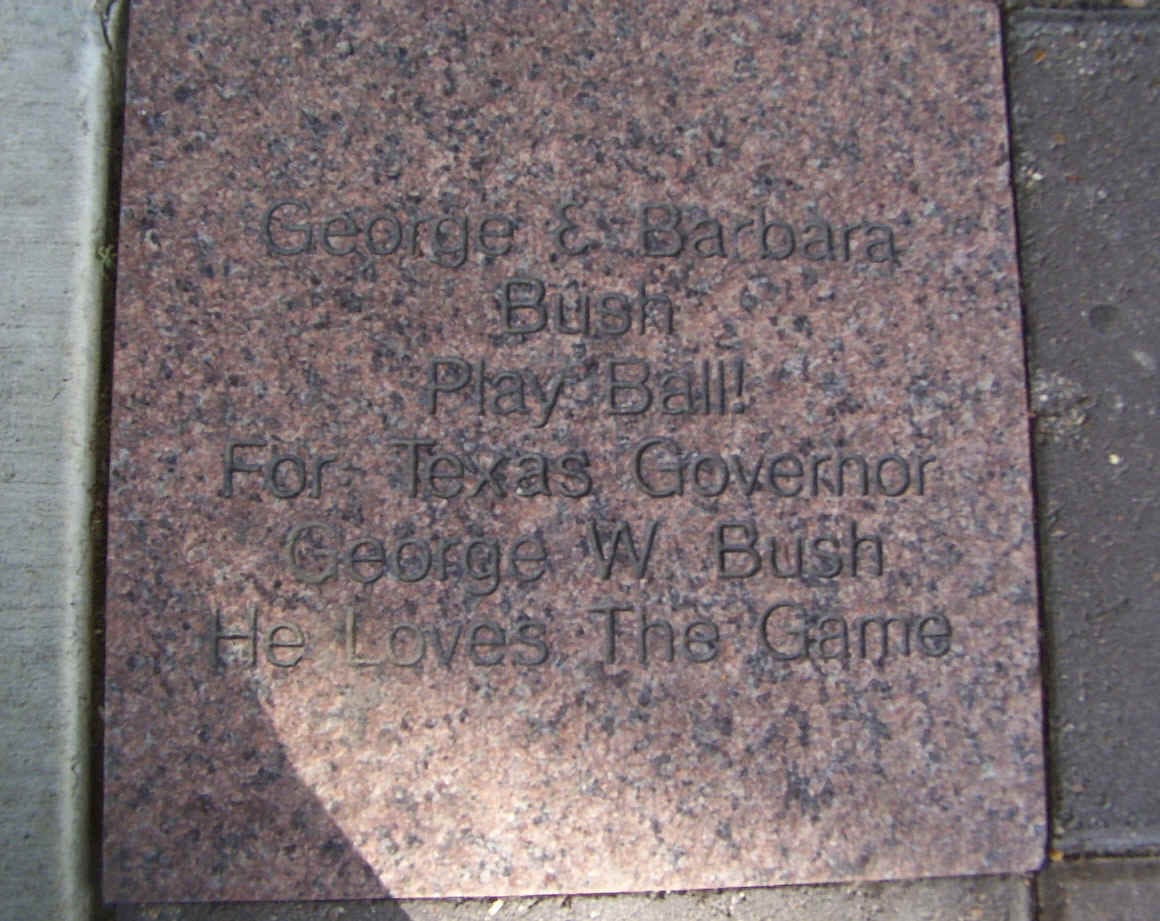 George & Barbara
Bush
Play Ball!
For Texas Governor
George W Bush
He Loves The Game